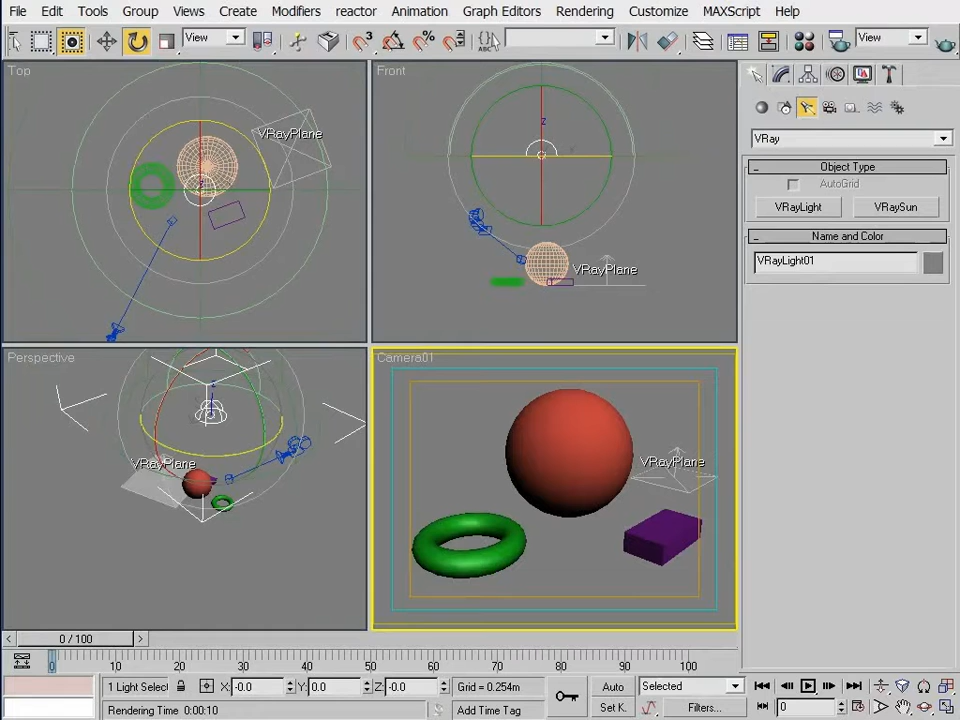 File Edit Tools Group Views Create Modifiers reactor Animation Graph Editors Rendering Customize MAXScript Help
View
View
Top
VRayPlane
Front
z
VRayPlane
VRay
Object Type
AutoGrid
VRayLight VRaySun
Name and Color
VRayLight01
Perspective
z
VRayPlane
Camera01
VRayPlane
0 / 100
0 10 20 30 40 50 60 70 80 90 100
1 Light Select X: -0.0 Y: 0.0 Z: -0.0 Grid = 0.254m Auto Selected
Rendering Time 0:00:10 Add Time Tag Set K. Filters... 0